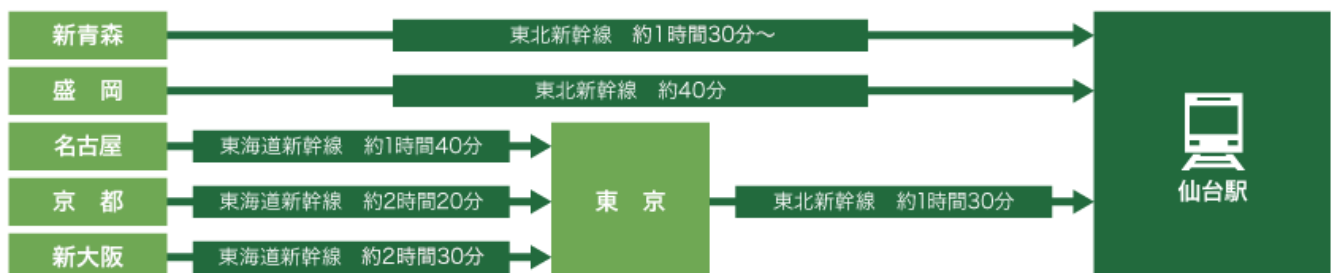 新青森
東北新幹線　約1時間30分〜
盛　岡
東北新幹線　約40分
名古屋
東海道新幹線　約1時間40分
京　都
東海道新幹線　約2時間20分
新大阪
東海道新幹線　約2時間30分
東　京
東北新幹線　約1時間30分
仙台駅